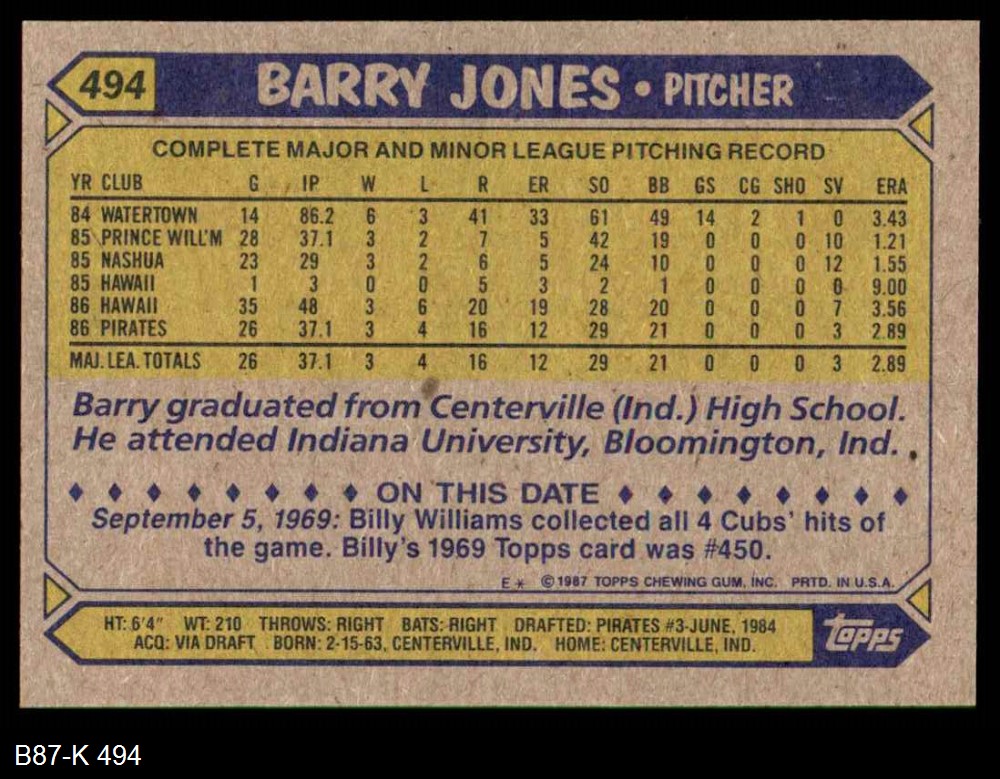 494 BARRY JONES • PITCHER
COMPLETE MAJOR AND MINOR LEAGUE PITCHING RECORD
YR CLUB G IP W L R ER SO BB GS CG SHO SV ERA
84 WATERTOWN 14 86.2 6 3 41 33 61 49 14 2 1 0 3.43
85 PRINCE WILL'M 28 37.1 3 2 7 5 42 19 0 0 0 10 1.21
85 NASHUA 23 29 3 2 6 5 24 10 0 0 0 12 1.55
85 HAWAII 1 3 0 0 5 3 2 1 0 0 0 0 9.00
86 HAWAII 35 48 3 6 20 19 28 20 0 0 0 7 3.56
86 PIRATES 26 37.1 3 4 16 12 29 21 0 0 0 3 2.89
MAJ. LEA. TOTALS 26 37.1 3 4 16 12 29 21 0 0 0 3 2.89
Barry graduated from Centerville (Ind.) High School.
He attended Indiana University, Bloomington, Ind.
ON THIS DATE
September 5, 1969: Billy Williams collected all 4 Cubs' hits of
the game. Billy's 1969 Topps card was #450.
E* ©1987 TOPPS CHEWING GUM, INC. PRTD. IN U.S.A.
HT: 6'4" WT: 210 THROWS: RIGHT BATS: RIGHT DRAFTED: PIRATES #3-JUNE, 1984
ACQ: VIA DRAFT BORN: 2-15-63, CENTERVILLE, IND. HOME: CENTERVILLE, IND.
topps
B87-K 494